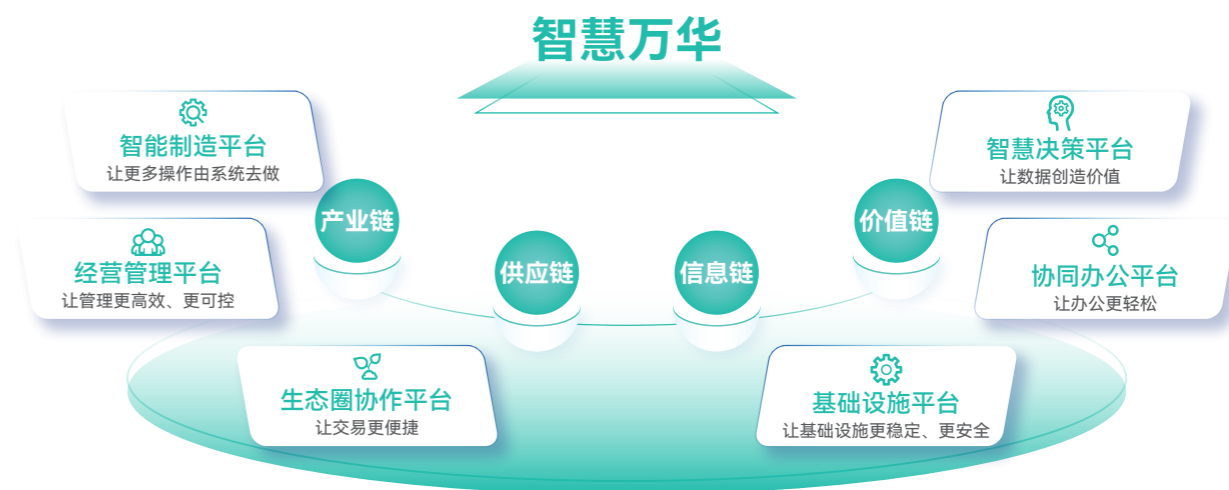 智慧万华
智能制造平台
让更多操作由系统去做
智慧决策平台
让数据创造价值
产业链
价值链
供应链
信息链
经营管理平台
让管理更高效、更可控
协同办公平台
让办公更轻松
生态圈协作平台
让交易更便捷
基础设施平台
让基础设施更稳定、更安全